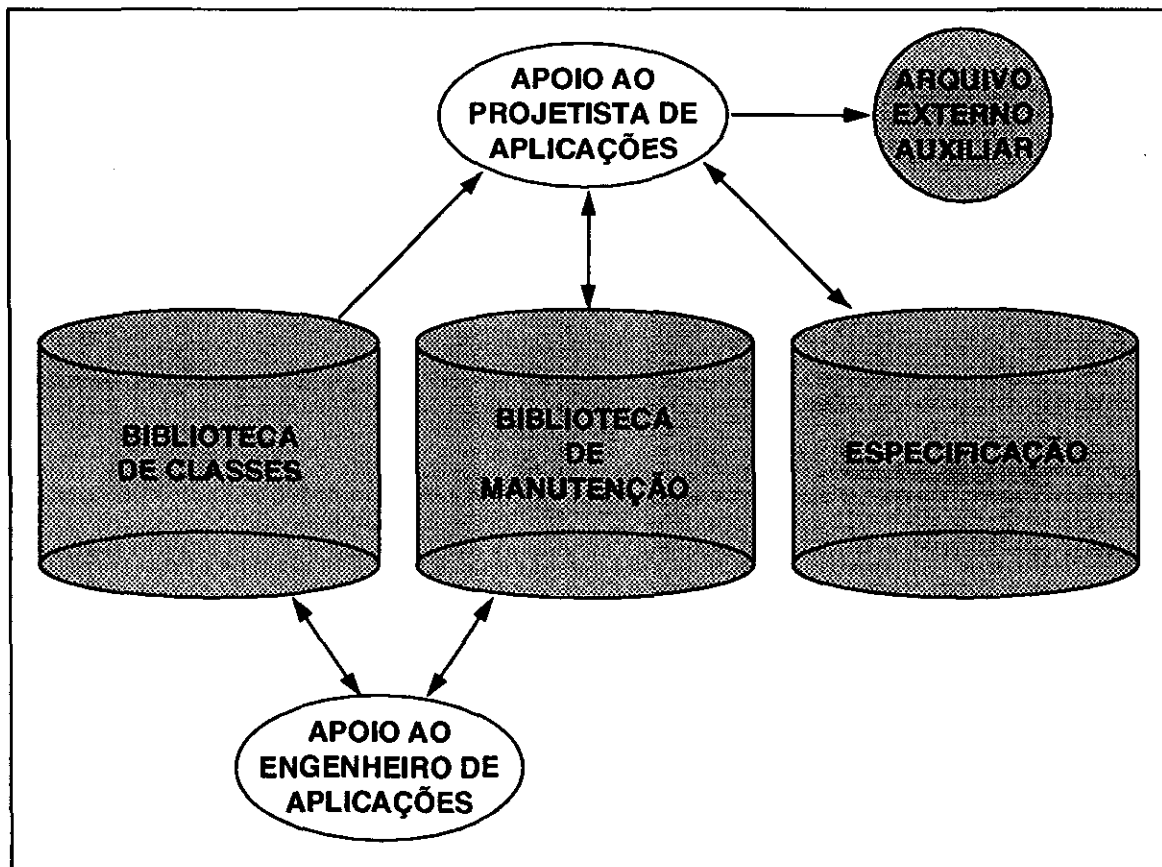 APOIO AO
PROJETISTA DE
APLICAÇÕES
ARQUIVO
EXTERNO
AUXILIAR
BIBLIOTECA
DE CLASSES
BIBLIOTECA
DE
MANUTENÇÃO
ESPECIFICAÇÃO
APOIO AO
ENGENHEIRO DE
APLICAÇÕES